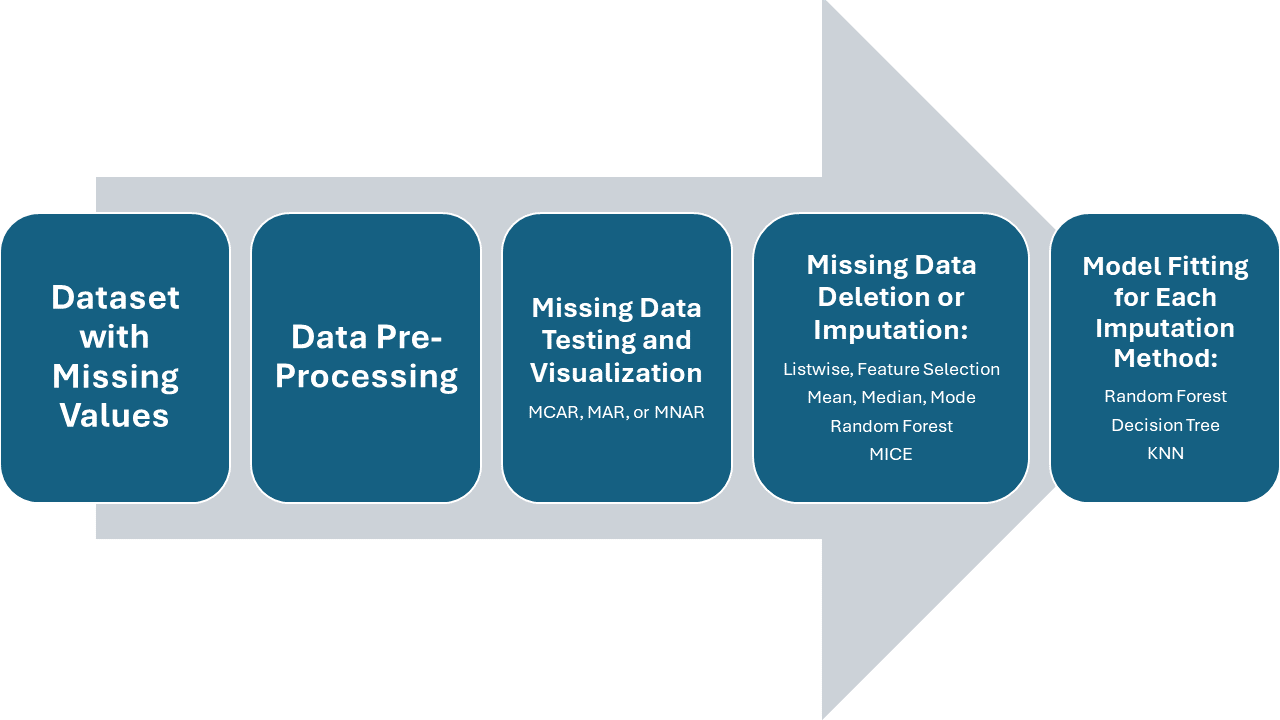 Dataset
with
Missing
Values
Data Pre-
Processing
Missing Data
Testing and
Visualization
MCAR, MAR, or MNAR
Missing Data
Deletion or
Imputation:
Listwise, Feature Selection
Mean, Median, Mode
Random Forest
MICE
Model Fitting
for Each
Imputation
Method:
Random Forest
Decision Tree
KNN